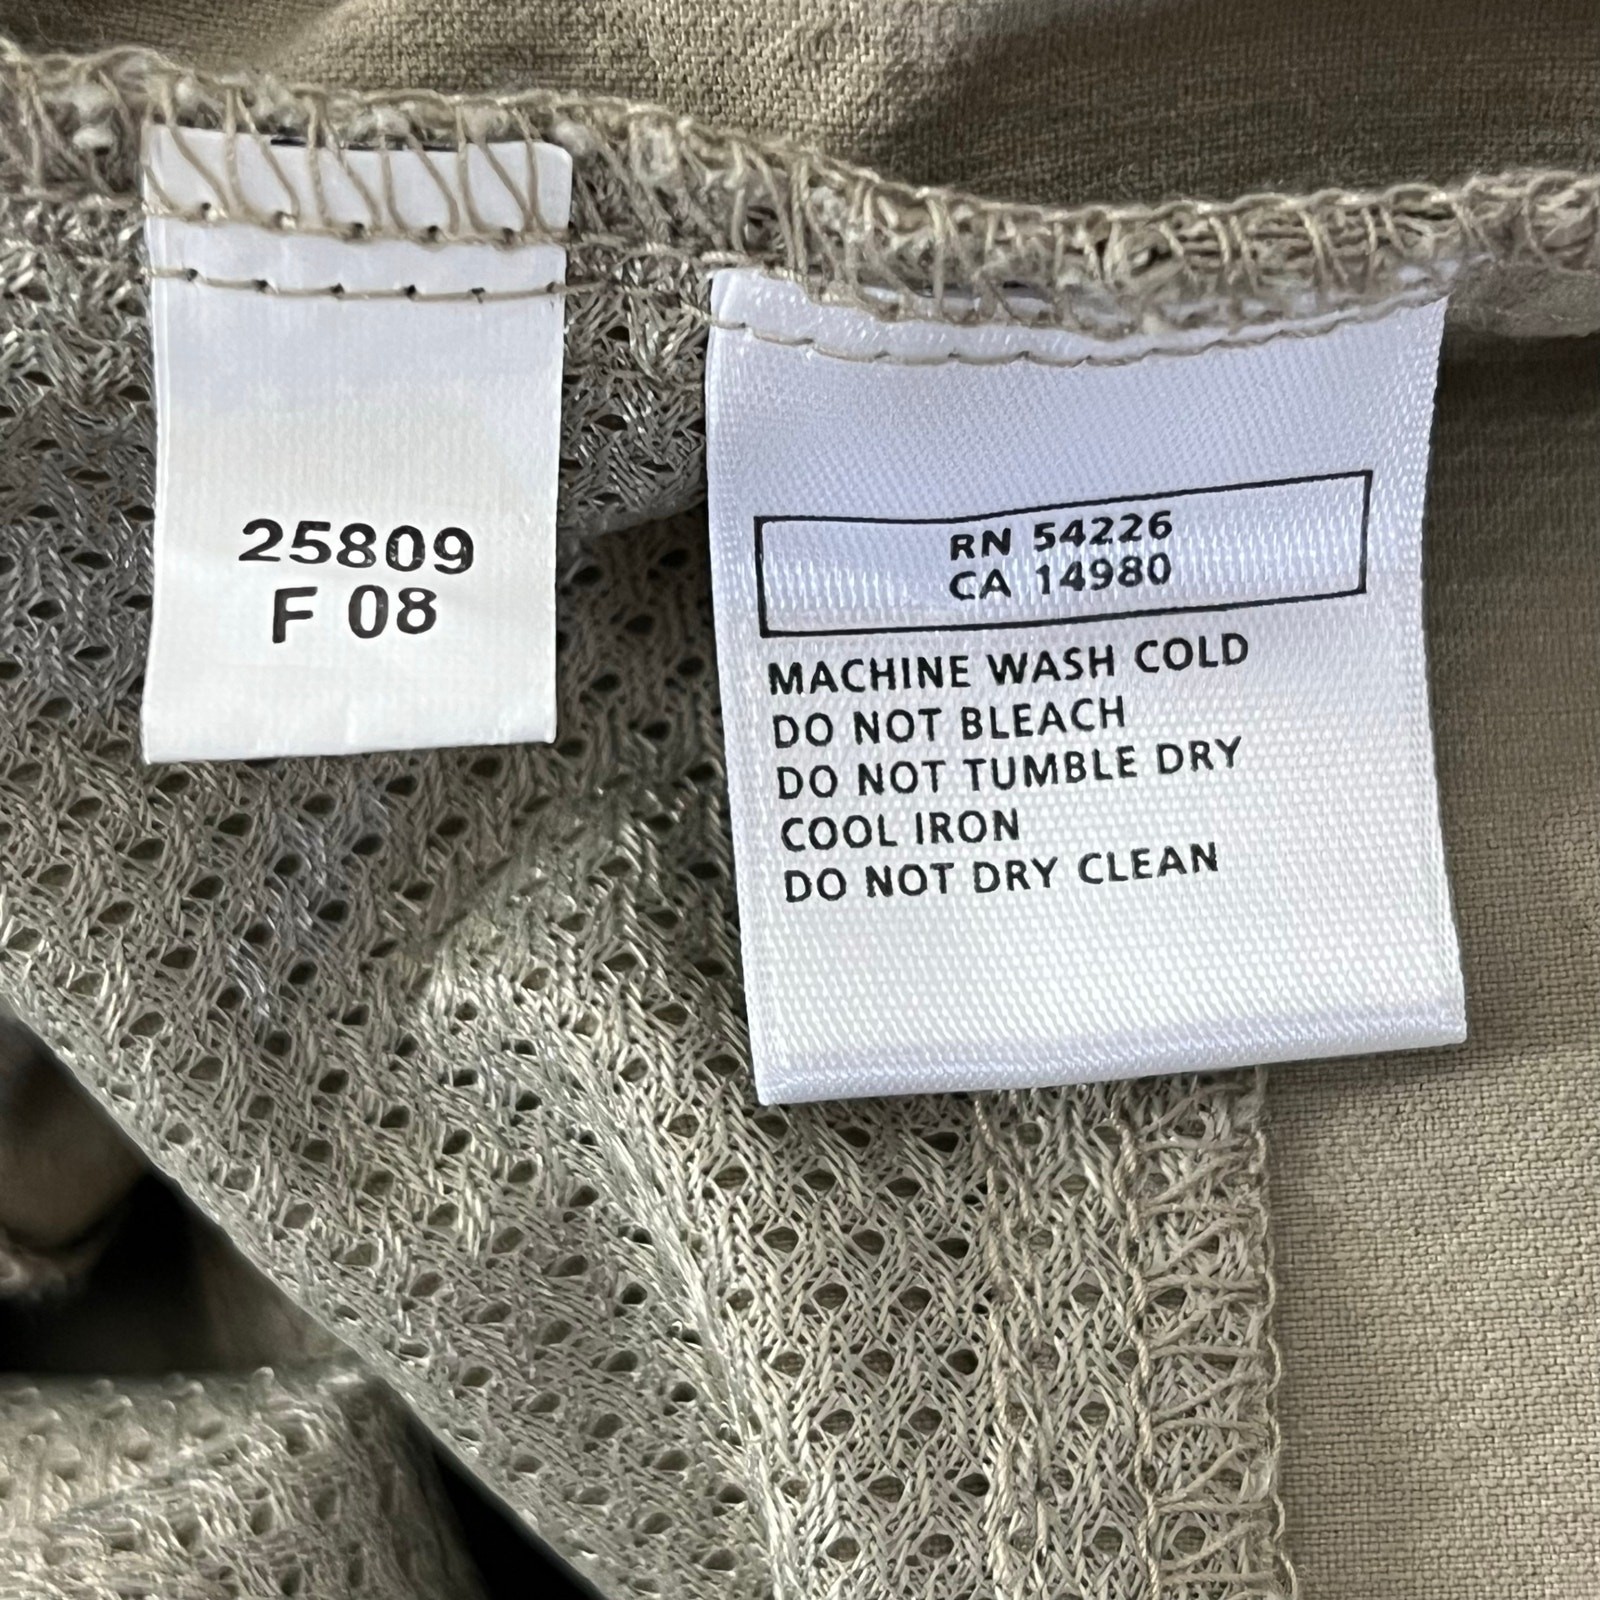 25809
F 08
RN 54226
CA 14980
MACHINE WASH COLD
DO NOT BLEACH
DO NOT TUMBLE DRY
COOL IRON
DO NOT DRY CLEAN